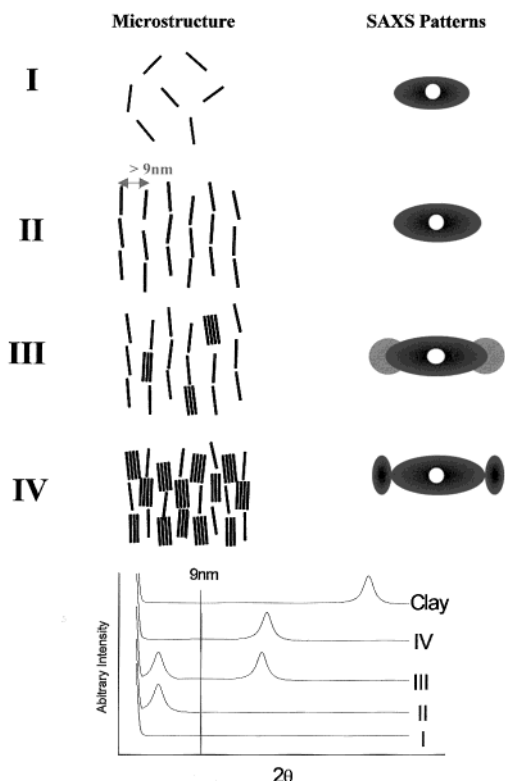 Microstructure SAXS Patterns
I
> 9nm
II
III
IV
9nm
Clay
IV
III
II
I
Abitrary Intensity
2θ